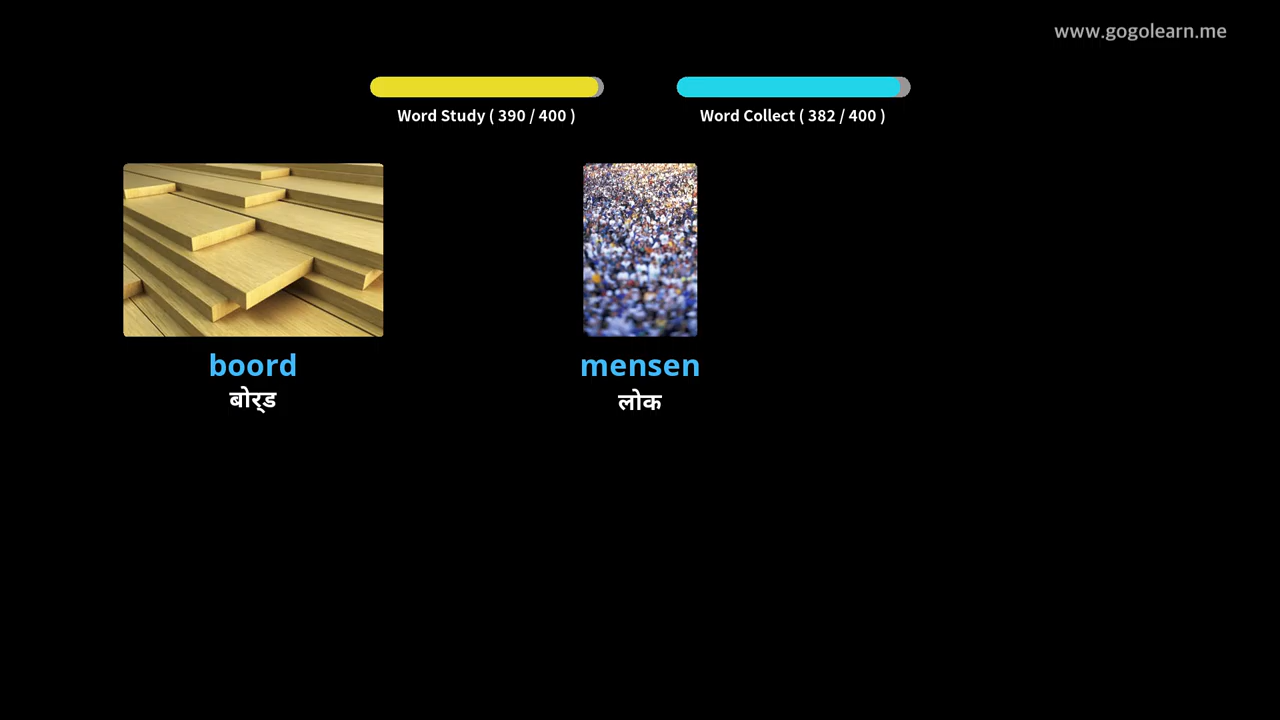 www.gogolearn.me
Word Study ( 390 / 400 )
Word Collect ( 382 / 400 )
boord
बोर्ड
mensen
लोक